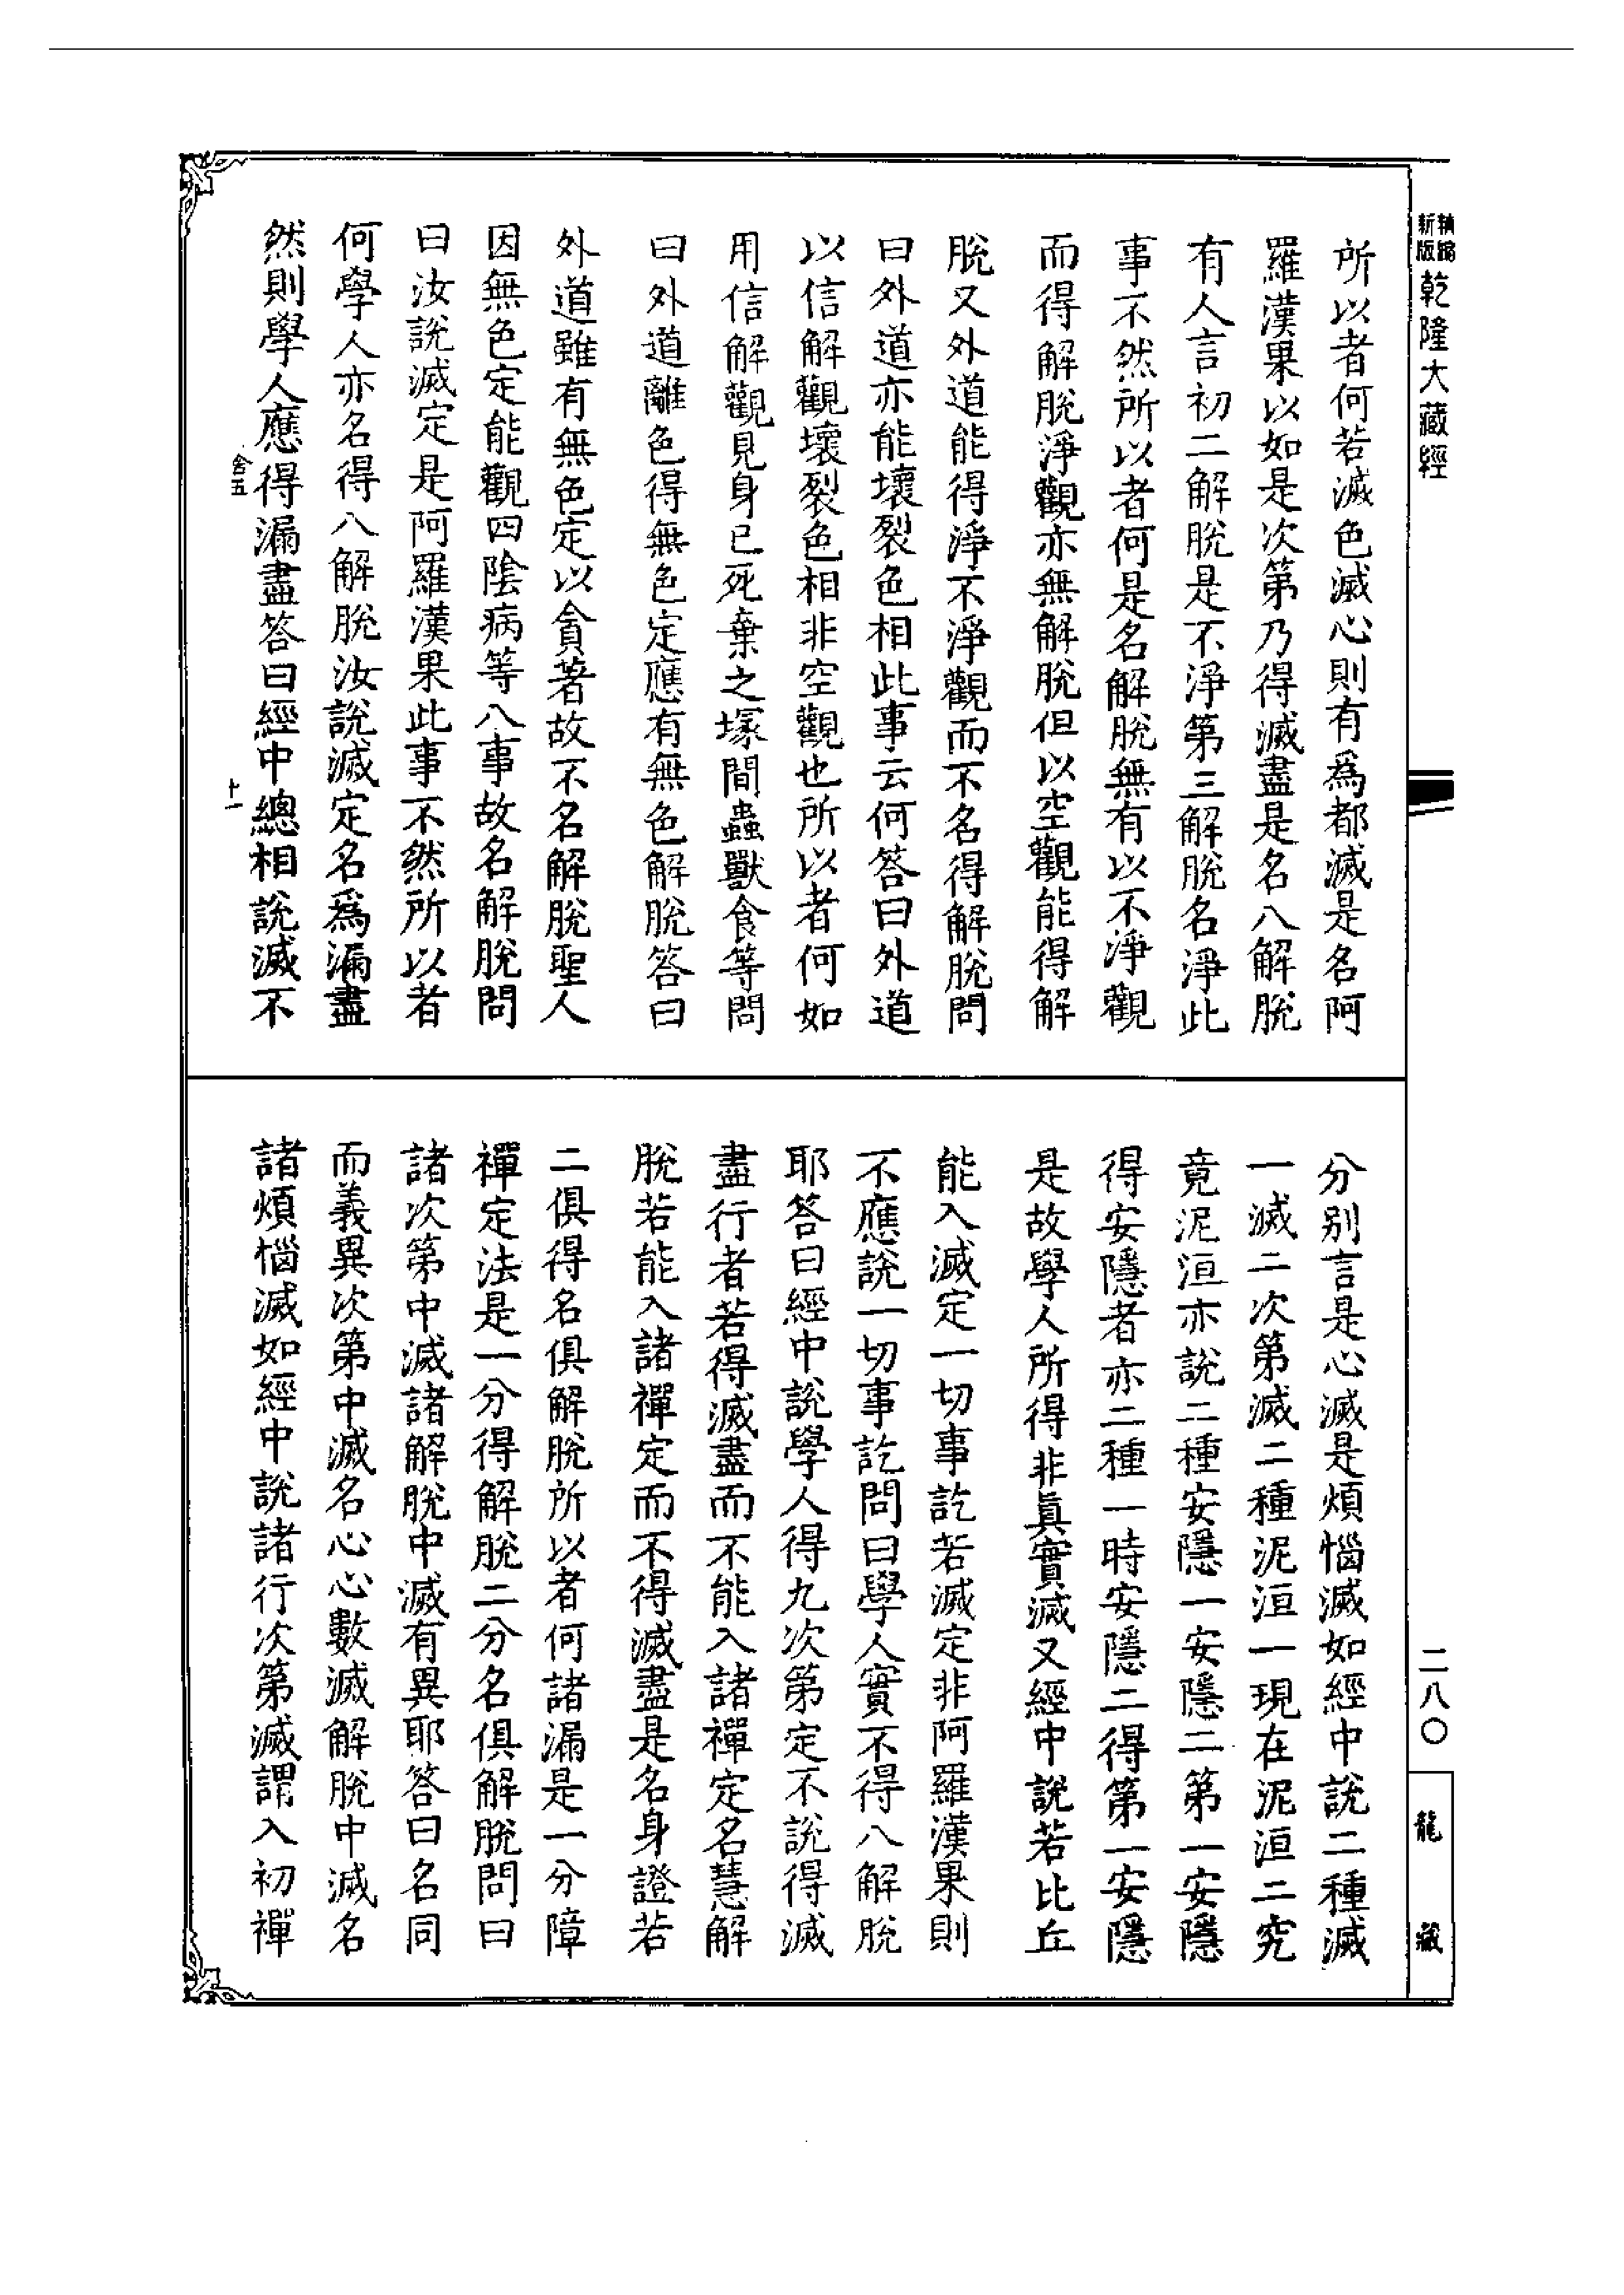 新版精縮
乾隆大藏經
所以者何若滅色滅心則有為都滅是名阿
羅漢果以如是次第乃得滅盡是名八解脫
有人言初二解脫是不淨第三解脫名淨此
事不然所以者何是名解脫無有以不淨觀
而得解脫淨觀亦無解脫但以空觀能得解
脫又外道能得淨不淨觀而不名得解脫問
曰外道亦能壞裂色相此事云何答曰外道
以信解觀壞裂色相非空觀也所以者何如
用信解觀見身已死棄之塚間蟲獸食等問
曰外道離色得無色定應有無色解脫答曰
外道雖有無色定以貪著故不名解脫聖人
因無色定能觀四陰病等八事故名解脫問
曰汝說滅定是阿羅漢果此事不然所以者
何學人亦名得八解脫汝說滅定名為漏盡
然則學人應得漏盡答曰經中總相說滅不
舍五
十一
分别言是心滅是煩惱滅如經中說二種滅
一滅二次第滅二種泥洹一現在泥洹二究
竟泥洹亦說二種安隱一安隱二第一安隱
得安隱者亦二種一時安隱二得第一安隱
是故學人所得非真實滅又經中說若比丘
能入滅定一切事訖若滅定非阿羅漢果則
不應說一切事訖問曰學人實不得八解脫
耶答曰經中說學人得九次第定不說得滅
盡行者若得滅盡而不能入諸禪定名慧解
脫若能入諸禪定而不得滅盡是名身證若
二俱得名俱解脫所以者何諸漏是一分障
禪定法是一分得解脫二分名俱解脫問曰
諸次第中滅諸解脫中滅有異耶答曰名同
而義異次第中滅名心心數滅解脫中滅名
諸煩惱滅如經中說諸行次第滅謂入初禪
二八〇
龍藏